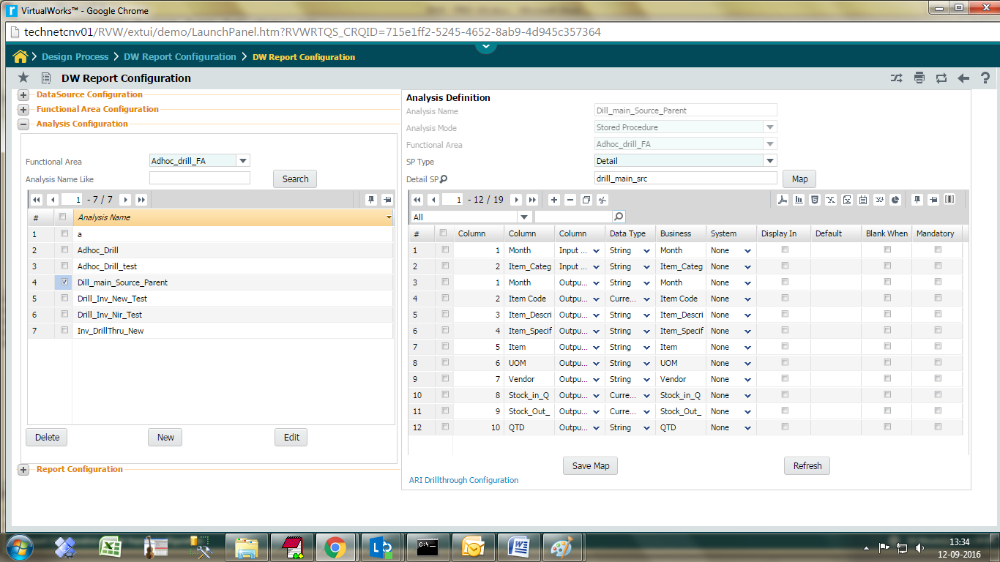 VirtualWorks™ - Google Chrome
technetcnv01/RVW/extui/demo/LaunchPanel.htm?RVWRTQS_CRQID=715e1ff2-5245-4652-8ab9-4d945c357364
Design Process > DW Report Configuration > DW Report Configuration
DW Report Configuration
DataSource Configuration
Functional Area Configuration
Analysis Configuration
Functional Area Adhoc_drill_FA
Analysis Name Like Search
1 - 7 / 7
# Analysis Name
1 a
2 Adhoc_Drill
3 Adhoc_Drill_test
4 Dill_main_Source_Parent
5 Drill_Inv_New_Test
6 Drill_Inv_Nir_Test
7 Inv_DrillThru_New
Delete New Edit
Report Configuration
Analysis Definition
Analysis Name Dill_main_Source_Parent
Analysis Mode Stored Procedure
Functional Area Adhoc_drill_FA
SP Type Detail
Detail SP drill_main_src Map
1 - 12 / 19
All
# Column Column Column Data Type Business System Display In Default Blank When Mandatory
1 1 Month Input ... String Month None
2 2 Item_Categ Input ... String Item_Categ None
3 1 Month Outpu... String Month None
4 2 Item Code Outpu... Curre... Item Code None
5 3 Item_Descri Outpu... String Item_Descri None
6 4 Item_Specif Outpu... String Item_Specif None
7 5 Item Outpu... String Item None
8 6 UOM Outpu... String UOM None
9 7 Vendor Outpu... String Vendor None
10 8 Stock_in_Q Outpu... Curre... Stock_in_Q None
11 9 Stock_Out_ Outpu... Curre... Stock_Out_ None
12 10 QTD Outpu... String QTD None
Save Map Refresh
ARI Drillthrough Configuration
13:34
12-09-2016